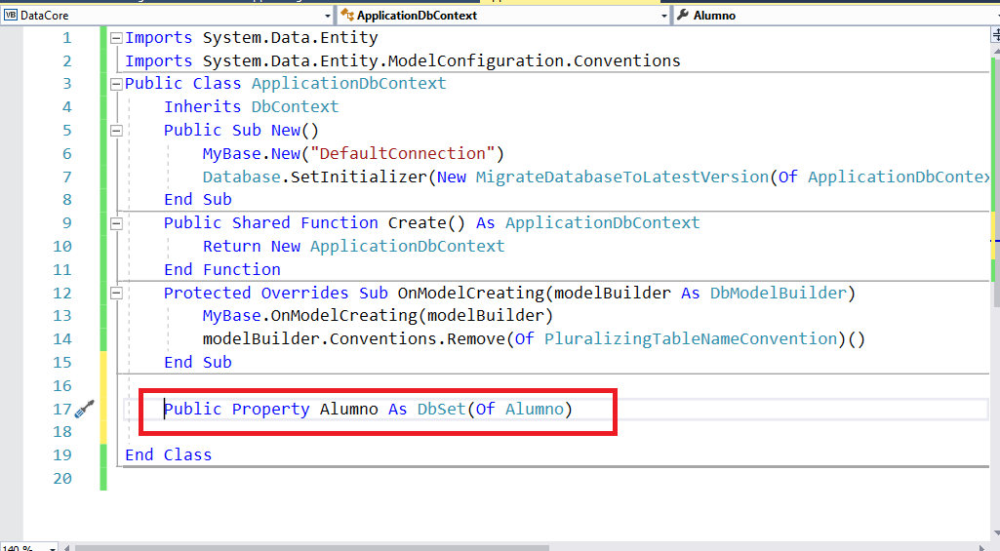 DataCore ApplicationDbContext Alumno
1 Imports System.Data.Entity
2 Imports System.Data.Entity.ModelConfiguration.Conventions
3 Public Class ApplicationDbContext
4 Inherits DbContext
5 Public Sub New()
6 MyBase.New("DefaultConnection")
7 Database.SetInitializer(New MigrateDatabaseToLatestVersion(Of ApplicationDbContex
8 End Sub
9 Public Shared Function Create() As ApplicationDbContext
10 Return New ApplicationDbContext
11 End Function
12 Protected Overrides Sub OnModelCreating(modelBuilder As DbModelBuilder)
13 MyBase.OnModelCreating(modelBuilder)
14 modelBuilder.Conventions.Remove(Of PluralizingTableNameConvention)()
15 End Sub
16
17 Public Property Alumno As DbSet(Of Alumno)
18
19 End Class
20
140 %